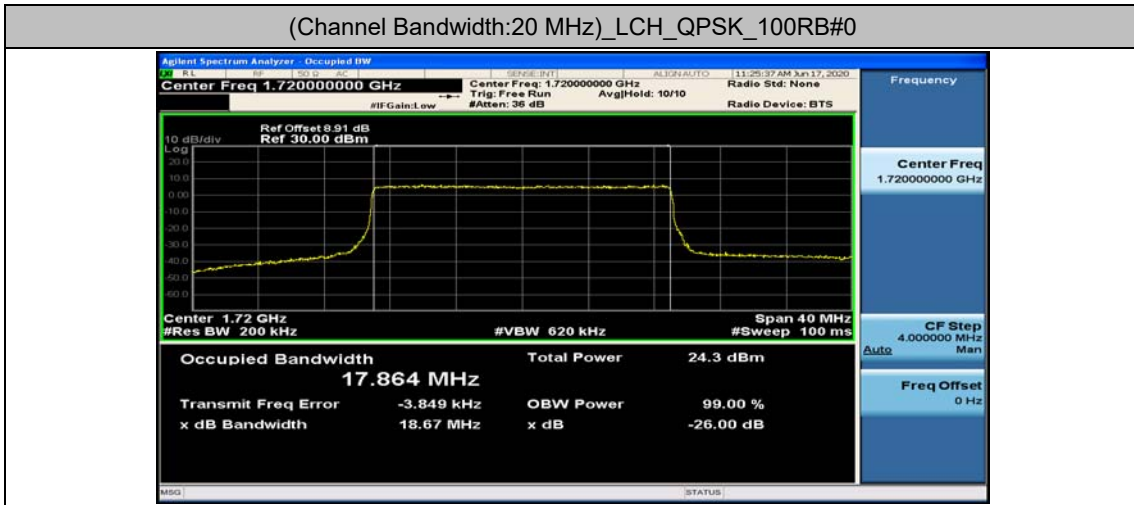 (Channel Bandwidth:20 MHz)_LCH_QPSK_100RB#0
Agilent Spectrum Analyzer - Occupied BW
LXI RL RF 50 Ω AC SENSE:INT ALIGN AUTO 11:25:37 AM Jun 17, 2020
Center Freq 1.720000000 GHz
Center Freq: 1.720000000 GHz
Radio Std: None
Trig: Free Run
Avg|Hold: 10/10
#IFGain:Low
#Atten: 36 dB
Radio Device: BTS
Ref Offset 8.91 dB
10 dB/div Ref 30.00 dBm
Log
20.0
10.0
0.00
-10.0
-20.0
-30.0
-40.0
-50.0
-60.0
Center 1.72 GHz
Span 40 MHz
#Res BW 200 kHz
#VBW 620 kHz
#Sweep 100 ms
Occupied Bandwidth
Total Power 24.3 dBm
17.864 MHz
Transmit Freq Error -3.849 kHz OBW Power 99.00 %
x dB Bandwidth 18.67 MHz x dB -26.00 dB
MSG
STATUS
Frequency
Center Freq
1.720000000 GHz
CF Step
4.000000 MHz
Auto Man
Freq Offset
0 Hz